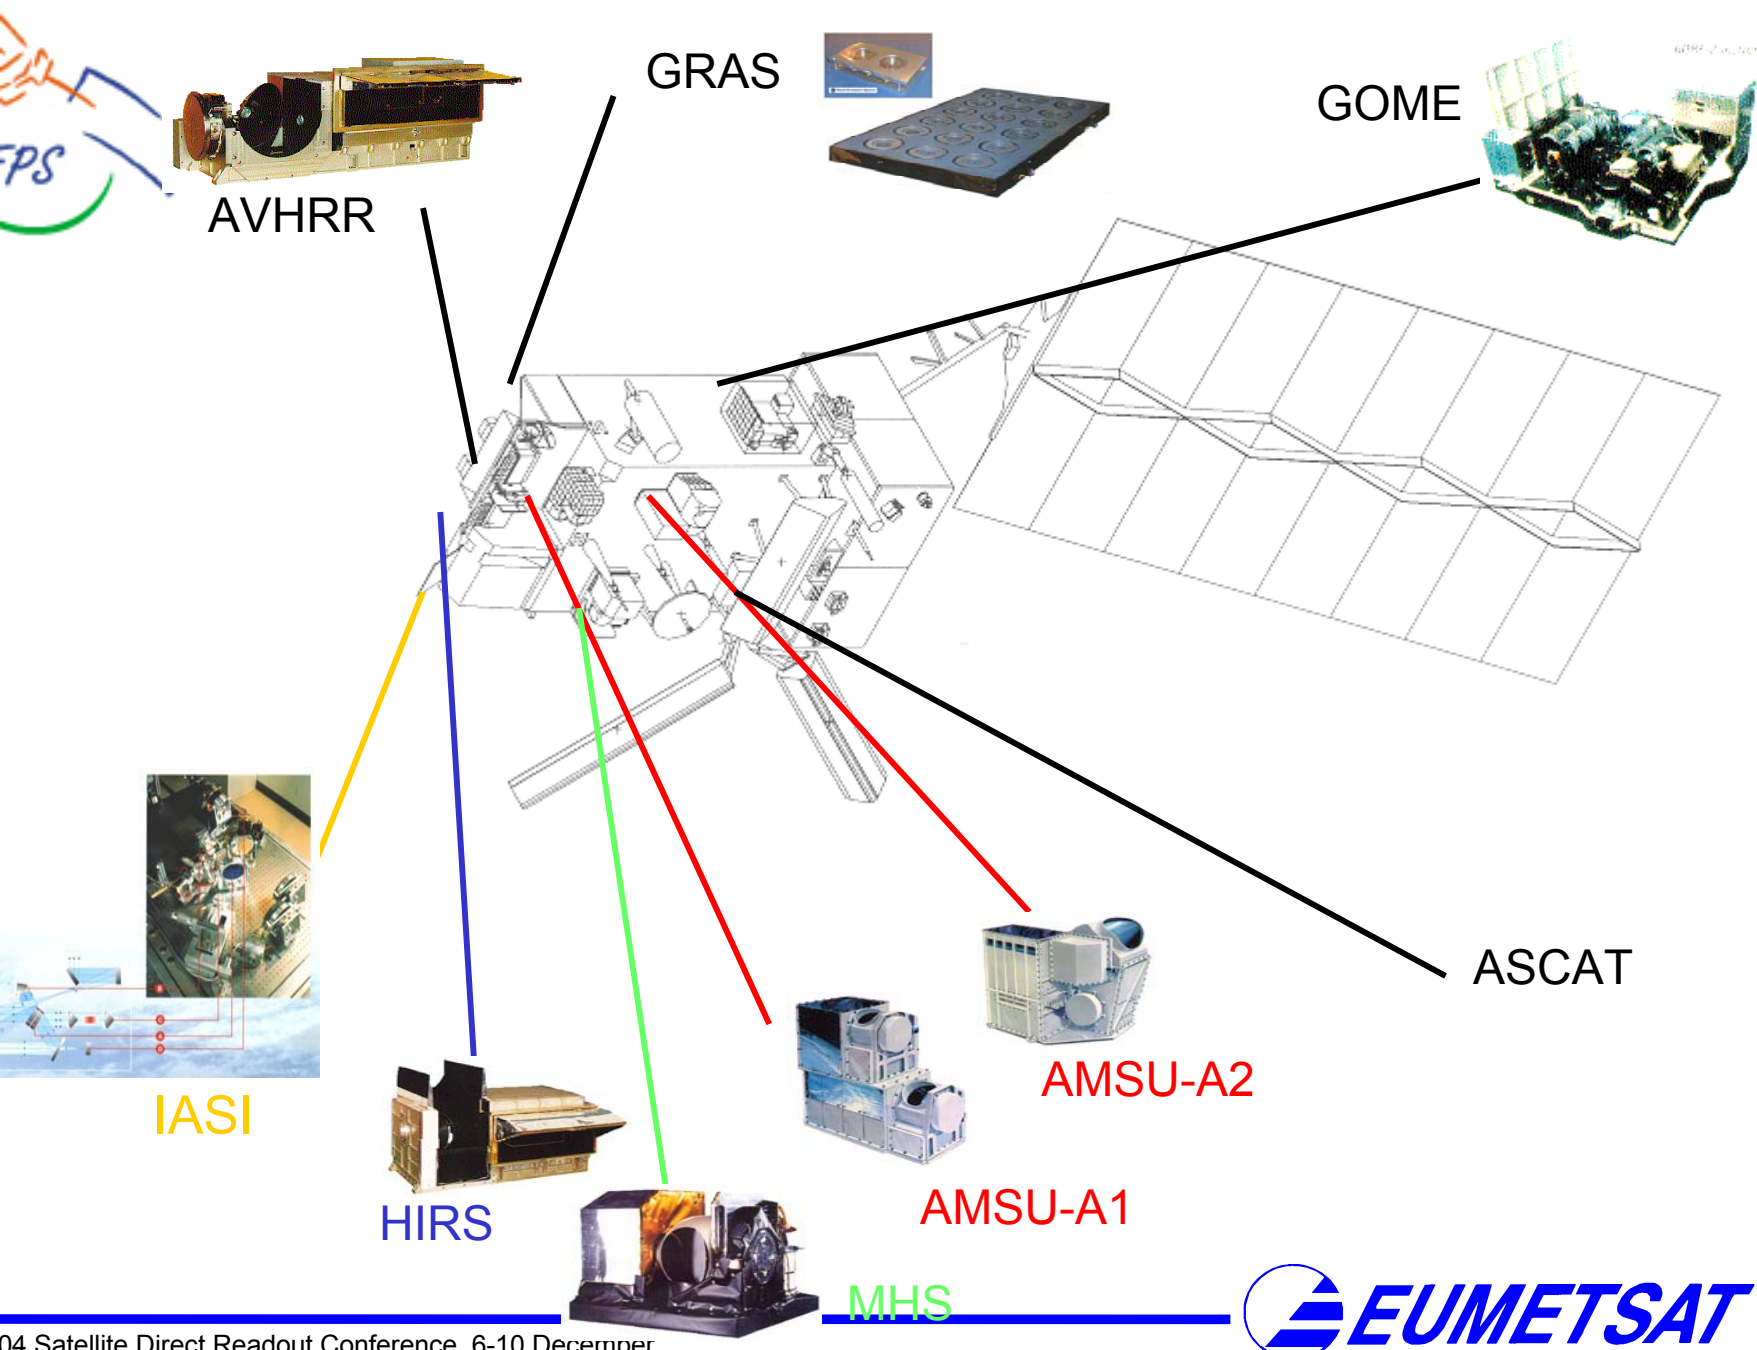 GRAS
GOME
EPS
AVHRR
ASCAT
AMSU-A2
IASI
AMSU-A1
HIRS
MHS
EUMETSAT
04 Satellite Direct Readout Conference, 6-10 December